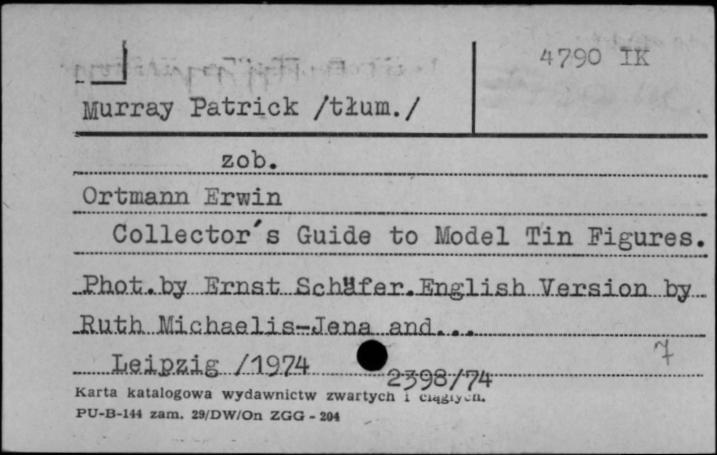 4790 IK
Murray Patrick /tłum./
zob.
Ortmann Erwin
Collector's Guide to Model Tin Figures.
Phot.by Ernst Schäfer.English Version by
Ruth Michaelis-Jena and...
Leipzig /1974
7
2398/74
Karta katalogowa wydawnictw zwartych i ciągłych.
PU-B-144 zam. 29/DW/On ZGG - 204